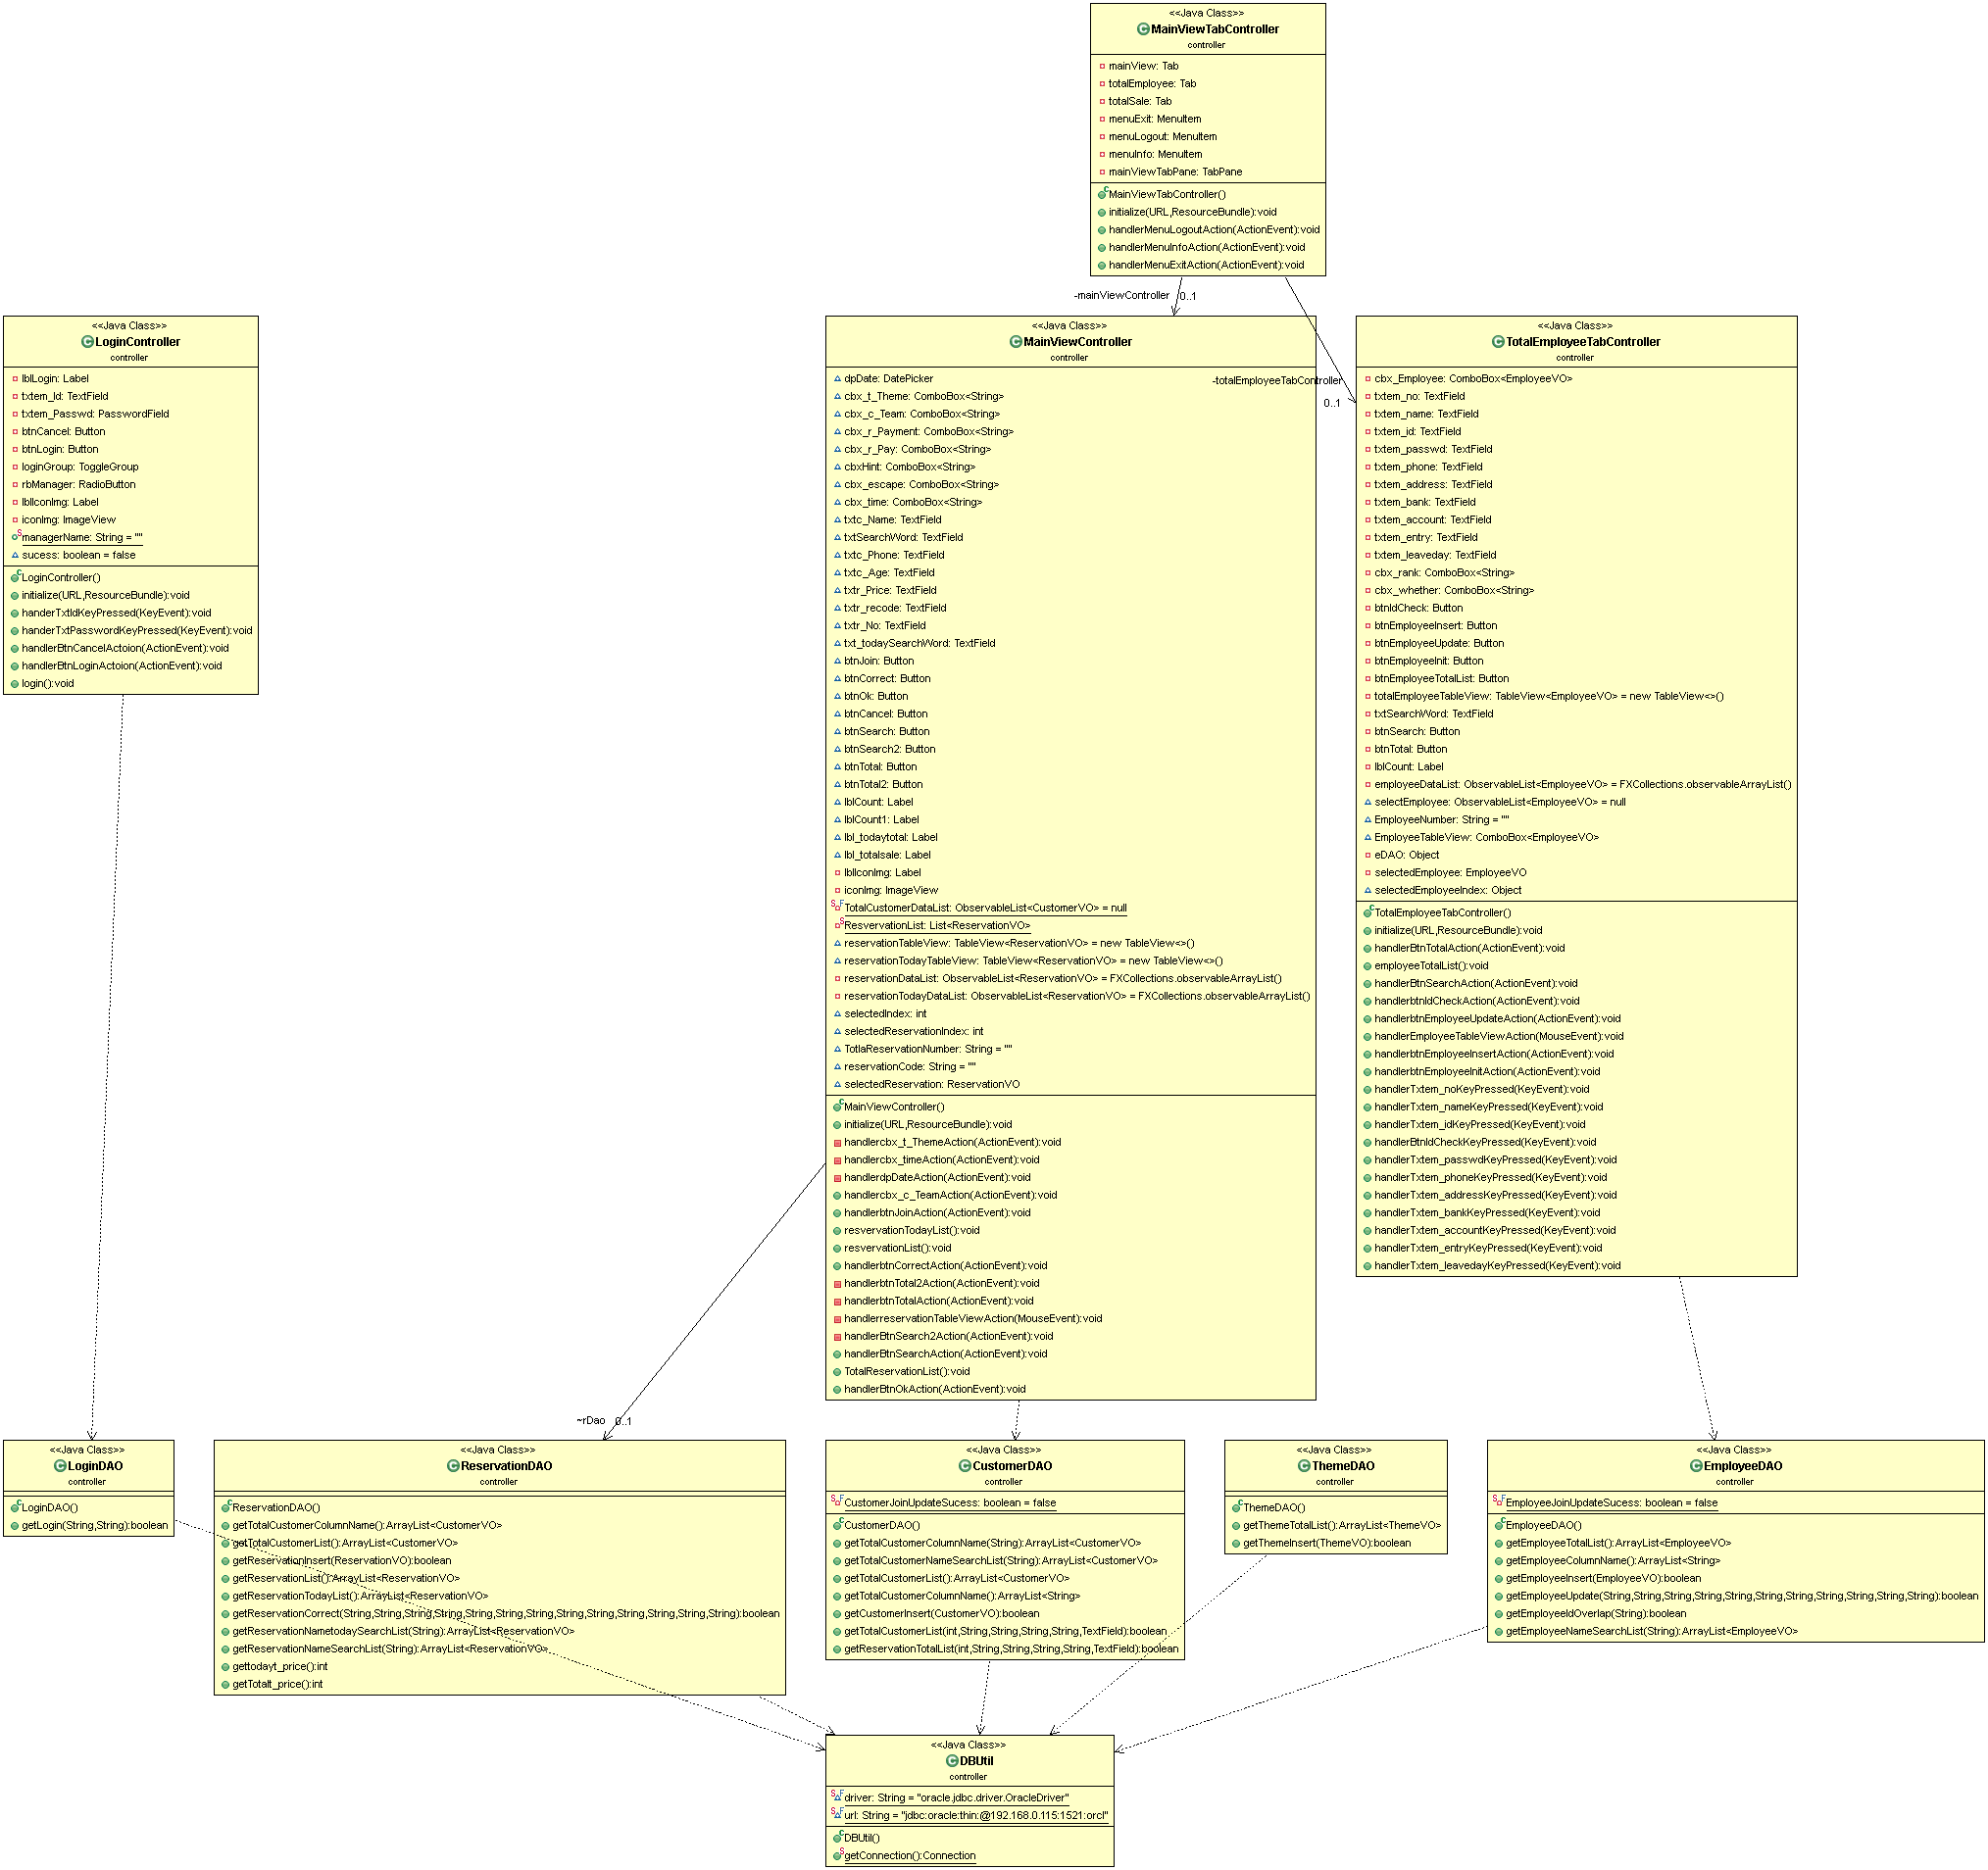 <<Java Class>>
MainViewTabController
controller
mainView: Tab
totalEmployee: Tab
totalSale: Tab
menuExit: MenuItem
menuLogout: MenuItem
menuInfo: MenuItem
mainViewTabPane: TabPane
MainViewTabController()
initialize(URL,ResourceBundle):void
handlerMenuLogoutAction(ActionEvent):void
handlerMenuInfoAction(ActionEvent):void
handlerMenuExitAction(ActionEvent):void
-mainViewController
0..1
-totalEmployeeTabController
0..1
<<Java Class>>
LoginController
controller
lblLogin: Label
txtem_Id: TextField
txtem_Passwd: PasswordField
btnCancel: Button
btnLogin: Button
loginGroup: ToggleGroup
rbManager: RadioButton
lblIconImg: Label
iconImg: ImageView
managerName: String = ""
sucess: boolean = false
LoginController()
initialize(URL,ResourceBundle):void
handerTxtIdKeyPressed(KeyEvent):void
handerTxtPasswordKeyPressed(KeyEvent):void
handlerBtnCancelActoion(ActionEvent):void
handlerBtnLoginActoion(ActionEvent):void
login():void
<<Java Class>>
MainViewController
controller
dpDate: DatePicker
cbx_t_Theme: ComboBox<String>
cbx_c_Team: ComboBox<String>
cbx_r_Payment: ComboBox<String>
cbx_r_Pay: ComboBox<String>
cbxHint: ComboBox<String>
cbx_escape: ComboBox<String>
cbx_time: ComboBox<String>
txtc_Name: TextField
txtSearchWord: TextField
txtc_Phone: TextField
txtc_Age: TextField
txtr_Price: TextField
txtr_recode: TextField
txtr_No: TextField
txt_todaySearchWord: TextField
btnJoin: Button
btnCorrect: Button
btnOk: Button
btnCancel: Button
btnSearch: Button
btnSearch2: Button
btnTotal: Button
btnTotal2: Button
lblCount: Label
lblCount1: Label
lbl_todaytotal: Label
lbl_totalsale: Label
lblIconImg: Label
iconImg: ImageView
TotalCustomerDataList: ObservableList<CustomerVO> = null
ResvervationList: List<ReservationVO>
reservationTableView: TableView<ReservationVO> = new TableView<>()
reservationTodayTableView: TableView<ReservationVO> = new TableView<>()
reservationDataList: ObservableList<ReservationVO> = FXCollections.observableArrayList()
reservationTodayDataList: ObservableList<ReservationVO> = FXCollections.observableArrayList()
selectedIndex: int
selectedReservationIndex: int
TotlaReservationNumber: String = ""
reservationCode: String = ""
selectedReservation: ReservationVO
MainViewController()
initialize(URL,ResourceBundle):void
handlercbx_t_ThemeAction(ActionEvent):void
handlercbx_timeAction(ActionEvent):void
handlerdpDateAction(ActionEvent):void
handlercbx_c_TeamAction(ActionEvent):void
handlerbtnJoinAction(ActionEvent):void
resvervationTodayList():void
resvervationList():void
handlerbtnCorrectAction(ActionEvent):void
handlerbtnTotal2Action(ActionEvent):void
handlerbtnTotalAction(ActionEvent):void
handlerreservationTableViewAction(MouseEvent):void
handlerBtnSearch2Action(ActionEvent):void
handlerBtnSearchAction(ActionEvent):void
TotalReservationList():void
handlerBtnOkAction(ActionEvent):void
<<Java Class>>
TotalEmployeeTabController
controller
cbx_Employee: ComboBox<EmployeeVO>
txtem_no: TextField
txtem_name: TextField
txtem_id: TextField
txtem_passwd: TextField
txtem_phone: TextField
txtem_address: TextField
txtem_bank: TextField
txtem_account: TextField
txtem_entry: TextField
txtem_leaveday: TextField
cbx_rank: ComboBox<String>
cbx_whether: ComboBox<String>
btnIdCheck: Button
btnEmployeeInsert: Button
btnEmployeeUpdate: Button
btnEmployeeInit: Button
btnEmployeeTotalList: Button
totalEmployeeTableView: TableView<EmployeeVO> = new TableView<>()
txtSearchWord: TextField
btnSearch: Button
btnTotal: Button
lblCount: Label
employeeDataList: ObservableList<EmployeeVO> = FXCollections.observableArrayList()
selectEmployee: ObservableList<EmployeeVO> = null
EmployeeNumber: String = ""
EmployeeTableView: ComboBox<EmployeeVO>
eDAO: Object
selectedEmployee: EmployeeVO
selectedEmployeeIndex: Object
TotalEmployeeTabController()
initialize(URL,ResourceBundle):void
handlerBtnTotalAction(ActionEvent):void
employeeTotalList():void
handlerBtnSearchAction(ActionEvent):void
handlerbtnIdCheckAction(ActionEvent):void
handlerbtnEmployeeUpdateAction(ActionEvent):void
handlerEmployeeTableViewAction(MouseEvent):void
handlerbtnEmployeeInsertAction(ActionEvent):void
handlerbtnEmployeeInitAction(ActionEvent):void
handlerTxtem_noKeyPressed(KeyEvent):void
handlerTxtem_nameKeyPressed(KeyEvent):void
handlerTxtem_idKeyPressed(KeyEvent):void
handlerBtnIdCheckKeyPressed(KeyEvent):void
handlerTxtem_passwdKeyPressed(KeyEvent):void
handlerTxtem_phoneKeyPressed(KeyEvent):void
handlerTxtem_addressKeyPressed(KeyEvent):void
handlerTxtem_bankKeyPressed(KeyEvent):void
handlerTxtem_accountKeyPressed(KeyEvent):void
handlerTxtem_entryKeyPressed(KeyEvent):void
handlerTxtem_leavedayKeyPressed(KeyEvent):void
~rDao
0..1
<<Java Class>>
LoginDAO
controller
LoginDAO()
getLogin(String,String):boolean
<<Java Class>>
ReservationDAO
controller
ReservationDAO()
getTotalCustomerColumnName():ArrayList<CustomerVO>
getTotalCustomerList():ArrayList<CustomerVO>
getReservationInsert(ReservationVO):boolean
getReservationList():ArrayList<ReservationVO>
getReservationTodayList():ArrayList<ReservationVO>
getReservationCorrect(String,String,String,String,String,String,String,String,String,String,String,String,String):boolean
getReservationNametodaySearchList(String):ArrayList<ReservationVO>
getReservationNameSearchList(String):ArrayList<ReservationVO>
gettodayt_price():int
getTotalt_price():int
<<Java Class>>
CustomerDAO
controller
CustomerJoinUpdateSucess: boolean = false
CustomerDAO()
getTotalCustomerColumnName(String):ArrayList<CustomerVO>
getTotalCustomerNameSearchList(String):ArrayList<CustomerVO>
getTotalCustomerList():ArrayList<CustomerVO>
getTotalCustomerColumnName():ArrayList<String>
getCustomerInsert(CustomerVO):boolean
getTotalCustomerList(int,String,String,String,String,TextField):boolean
getReservationTotalList(int,String,String,String,String,TextField):boolean
<<Java Class>>
ThemeDAO
controller
ThemeDAO()
getThemeTotalList():ArrayList<ThemeVO>
getThemeInsert(ThemeVO):boolean
<<Java Class>>
EmployeeDAO
controller
EmployeeJoinUpdateSucess: boolean = false
EmployeeDAO()
getEmployeeTotalList():ArrayList<EmployeeVO>
getEmployeeColumnName():ArrayList<String>
getEmployeeInsert(EmployeeVO):boolean
getEmployeeUpdate(String,String,String,String,String,String,String,String,String,String,String):boolean
getEmployeeIdOverlap(String):boolean
getEmployeeNameSearchList(String):ArrayList<EmployeeVO>
<<Java Class>>
DBUtil
controller
driver: String = "oracle.jdbc.driver.OracleDriver"
url: String = "jdbc:oracle:thin:@192.168.0.115:1521:orcl"
DBUtil()
getConnection():Connection